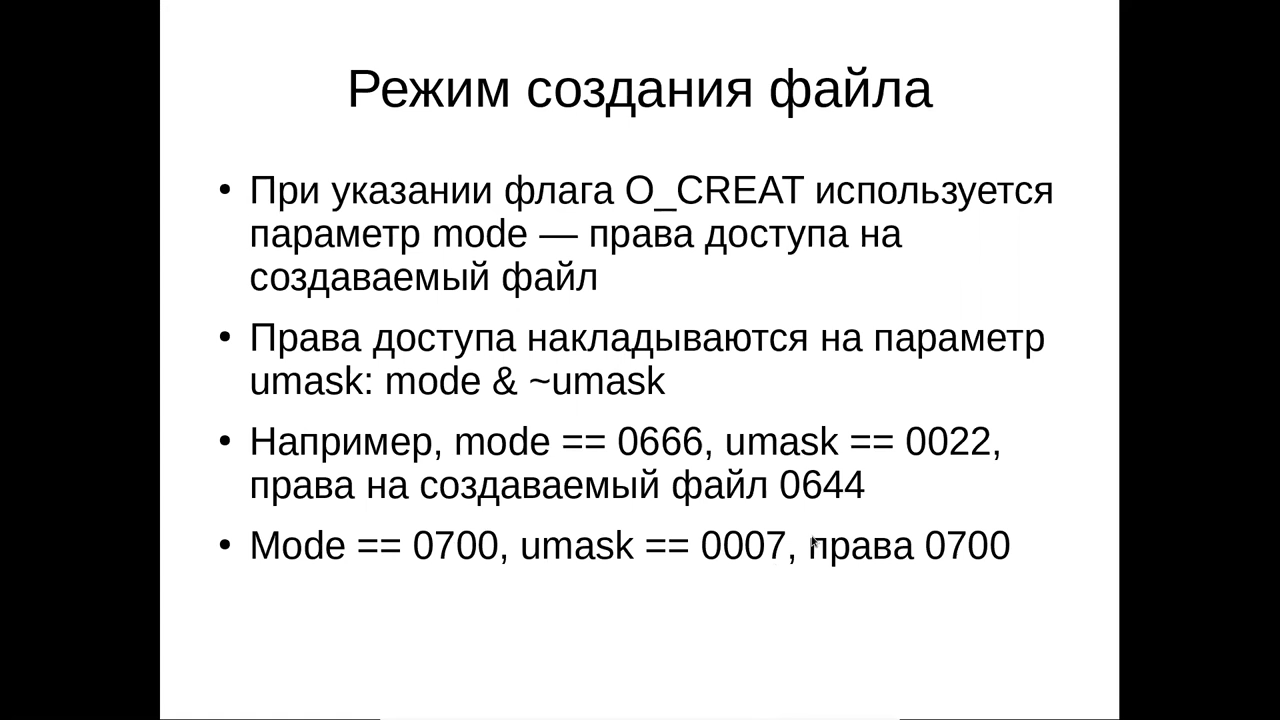 Режим создания файла
• При указании флага O_CREAT используется
параметр mode — права доступа на
создаваемый файл
• Права доступа накладываются на параметр
umask: mode & ~umask
• Например, mode == 0666, umask == 0022,
права на создаваемый файл 0644
• Mode == 0700, umask == 0007, права 0700